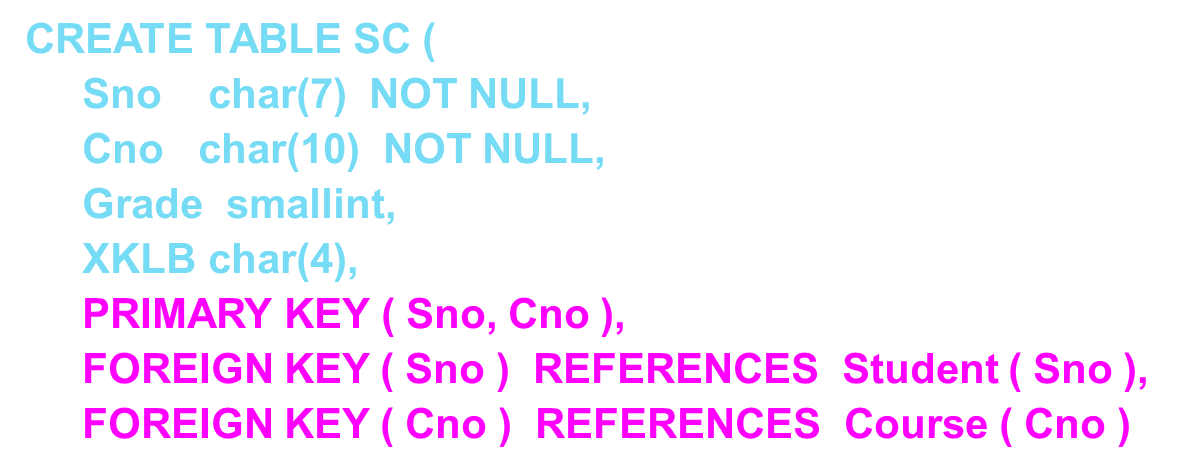 CREATE TABLE SC (
Sno char(7) NOT NULL,
Cno char(10) NOT NULL,
Grade smallint,
XKLB char(4),
PRIMARY KEY ( Sno, Cno ),
FOREIGN KEY ( Sno ) REFERENCES Student ( Sno ),
FOREIGN KEY ( Cno ) REFERENCES Course ( Cno )